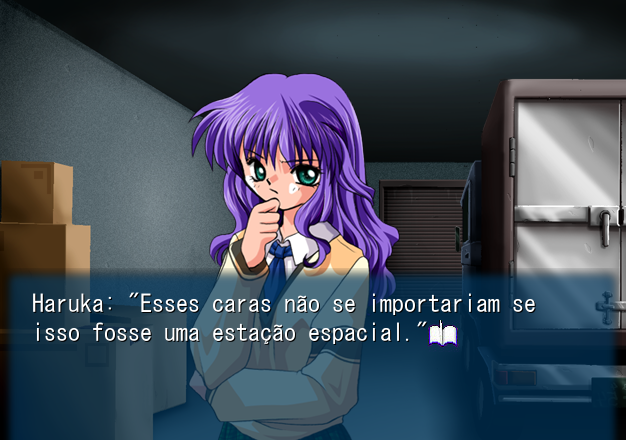 Haruka: "Esses caras não se importariam se
isso fosse uma estação espacial."